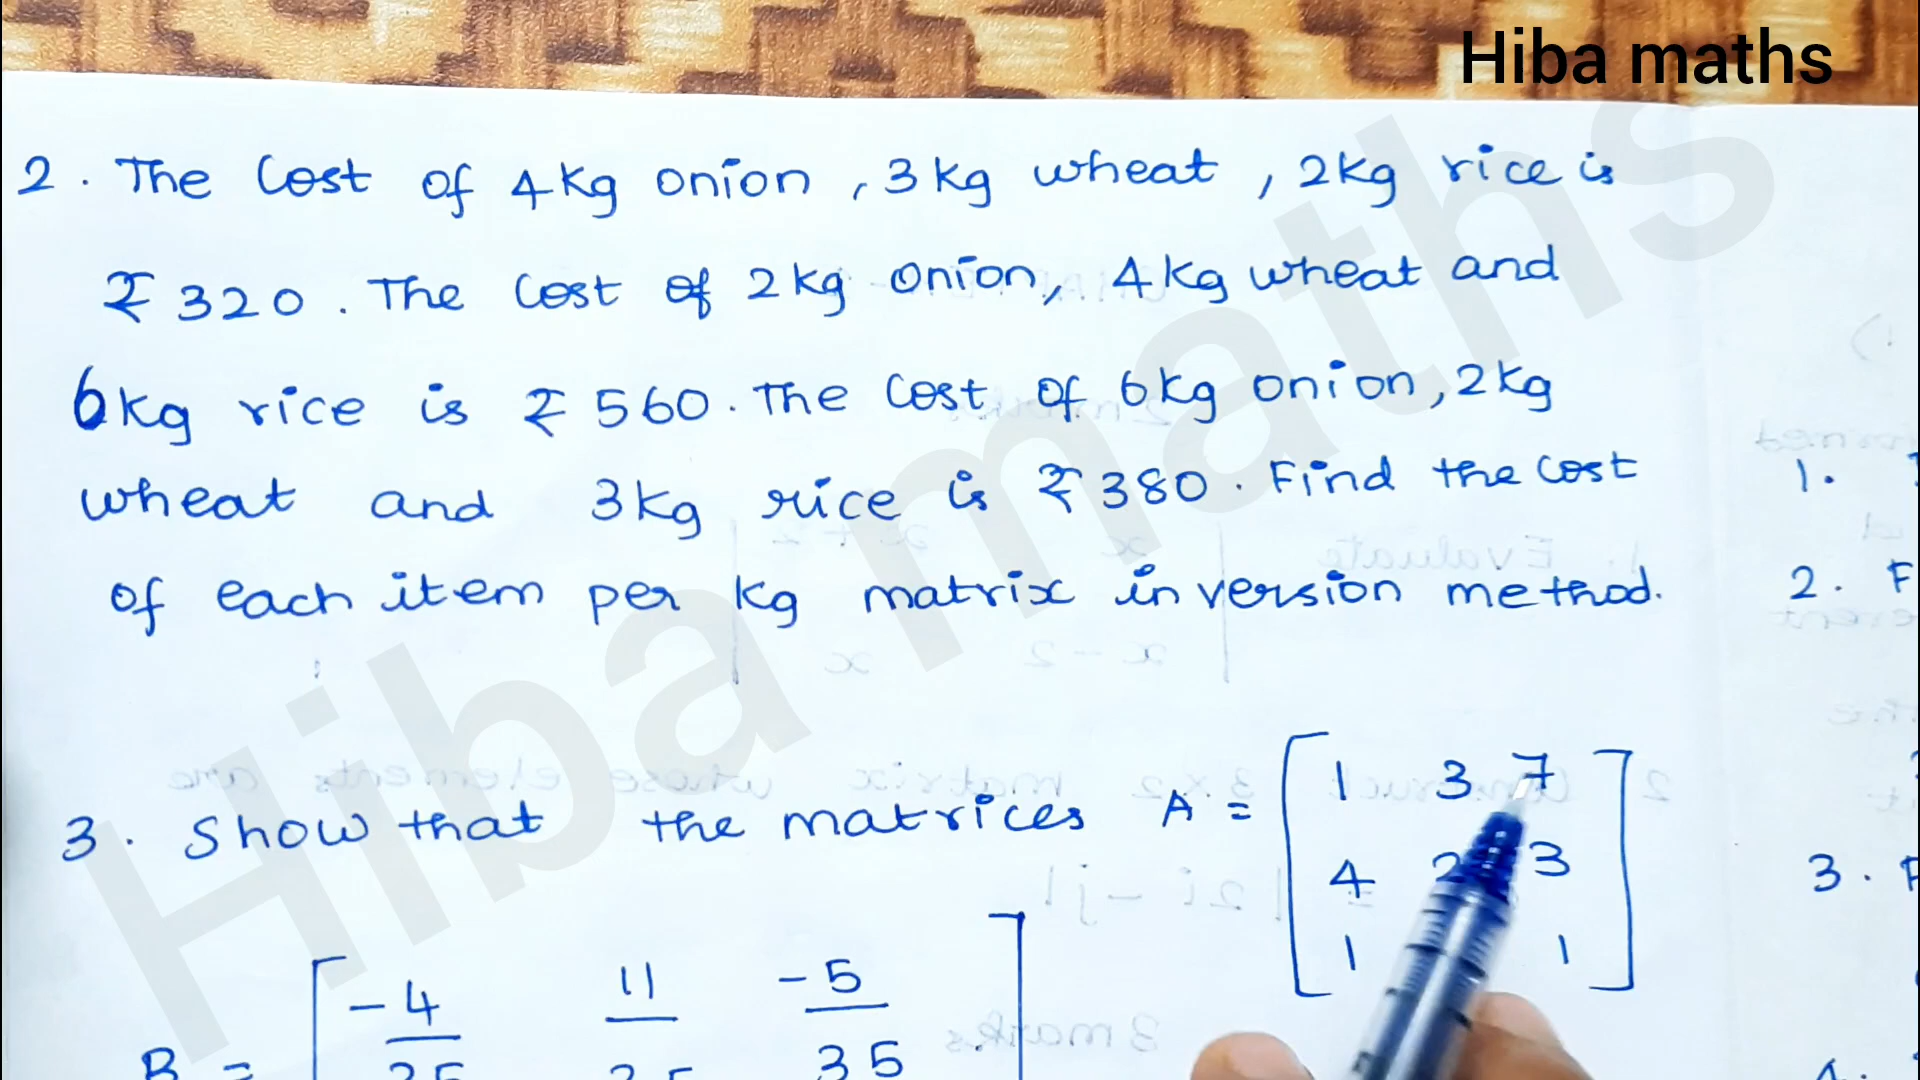 Hiba maths
2. The Cost of 4Kg onion, 3kg wheat, 2kg rice is
₹ 320. The Cost of 2kg onion, 4kg wheat and
6kg rice is ₹ 560. The Cost of 6kg onion, 2kg
wheat and 3kg rice is ₹ 380. Find the Cost
of each item per kg matrix inversion method.
3. Show that the matrices A = [ 1 3 7
4 2 3
1 1 ]
B = [ -4 11 -5
35 ]
1.
2. F
3.
Hiba maths